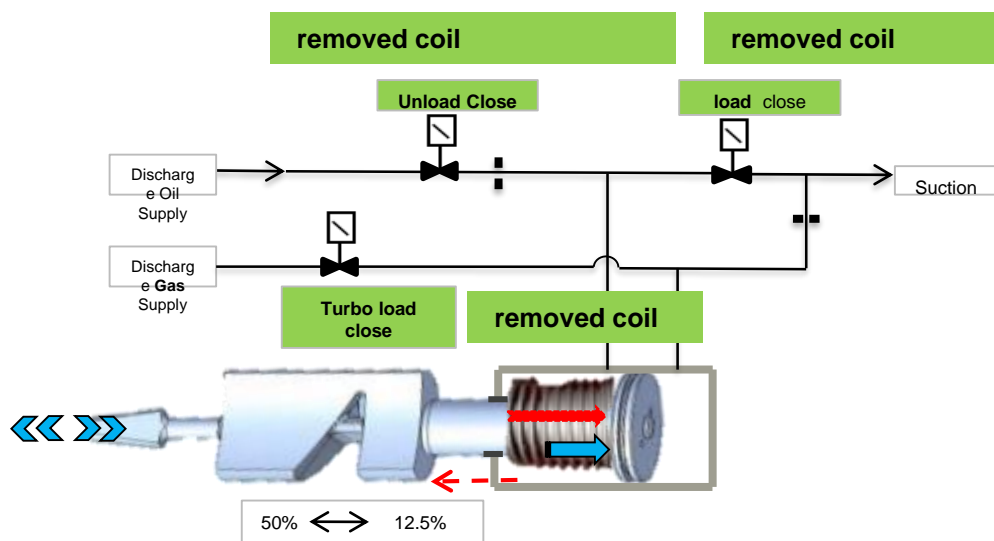 removed coil
removed coil
Unload Close
load close
Discharg
e Oil
Supply
Suction
Discharg
e Gas
Supply
Turbo load
close
removed coil
50% 12.5%